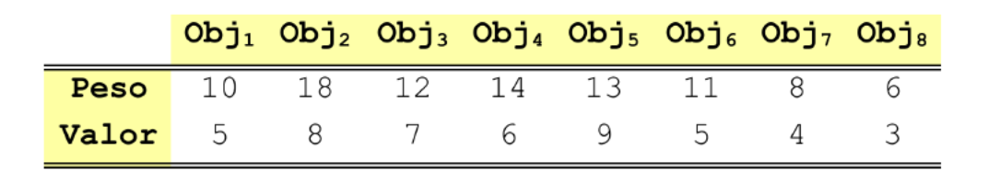 Obj₁ Obj₂ Obj₃ Obj₄ Obj₅ Obj₆ Obj₇ Obj₈
Peso 10 18 12 14 13 11 8 6
Valor 5 8 7 6 9 5 4 3